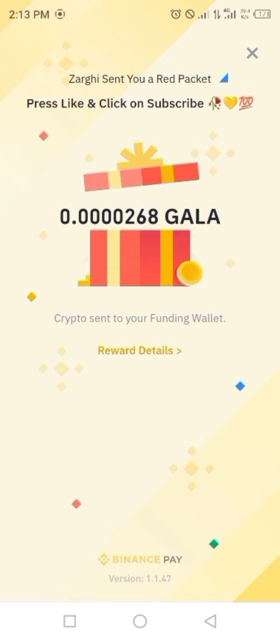 2:13 PM
Zarghi Sent You a Red Packet
Press Like & Click on Subscribe 🥀💛💯
0.0000268 GALA
Crypto sent to your Funding Wallet.
Reward Details >
BINANCE PAY
Version: 1.1.47